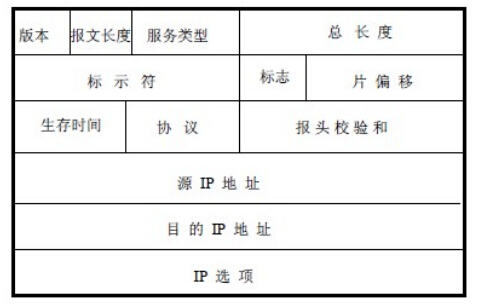 版本 报文长度 服务类型 总 长 度
标 示 符 标志 片 偏 移
生存时间 协 议 报 头 校 验 和
源 IP 地 址
目 的 IP 地 址
IP 选 项